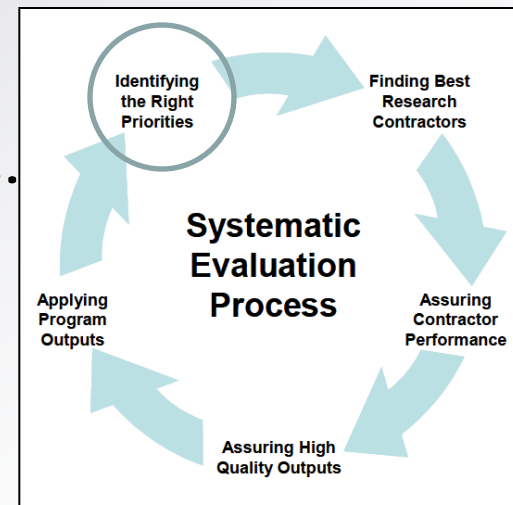 Identifying
the Right
Priorities
Finding Best
Research
Contractors
Systematic
Evaluation
Process
Applying
Program
Outputs
Assuring
Contractor
Performance
Assuring High
Quality Outputs